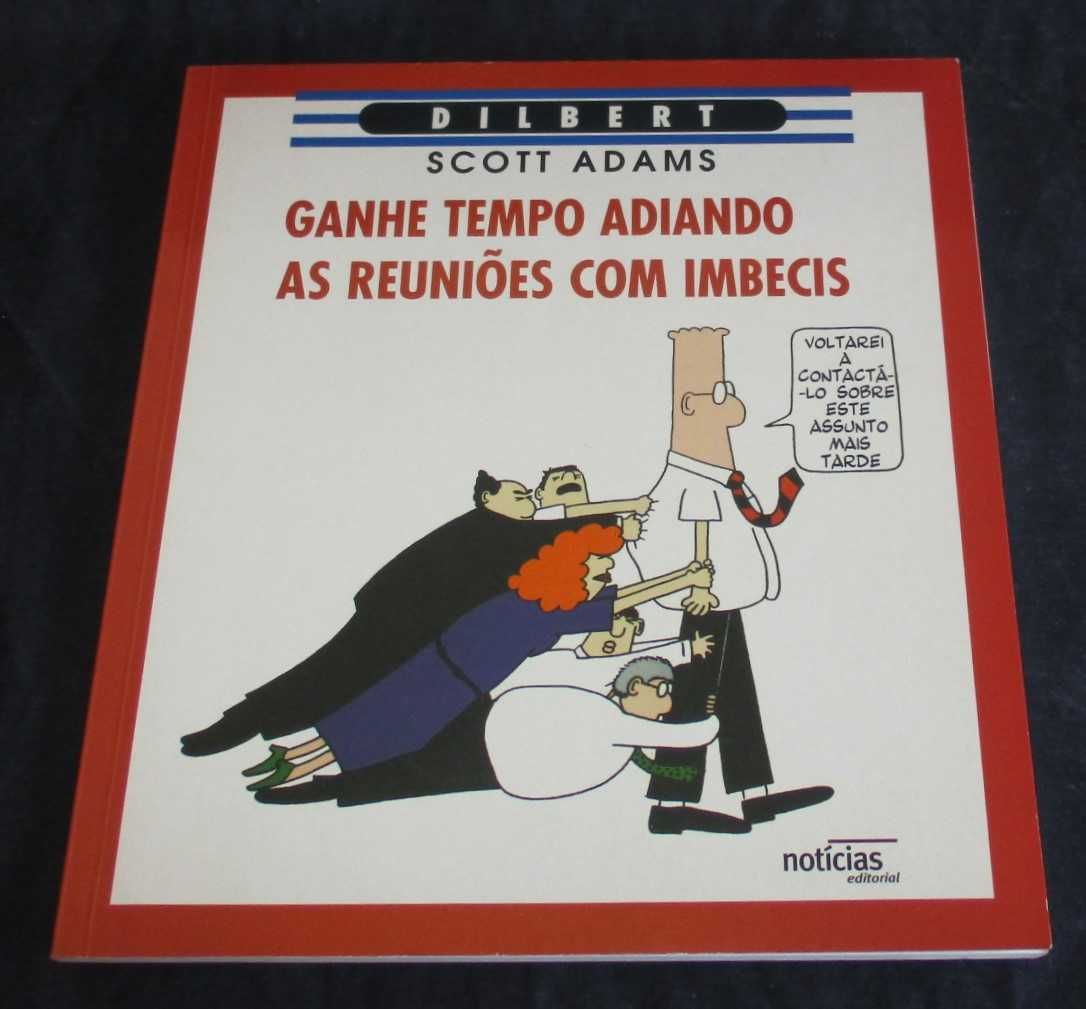 DILBERT
SCOTT ADAMS
GANHE TEMPO ADIANDO
AS REUNIÕES COM IMBECIS
VOLTAREI
A
CONTACTÁ-
-LO SOBRE
ESTE
ASSUNTO
MAIS
TARDE
notícias
editorial